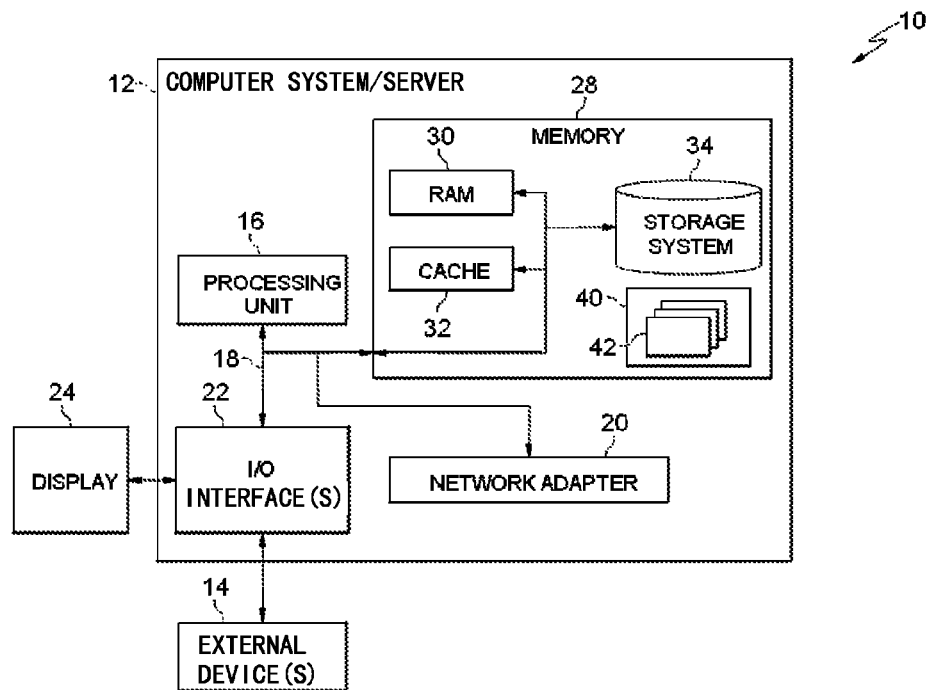 10
12
COMPUTER SYSTEM/SERVER
28
MEMORY
30
RAM
34
STORAGE
SYSTEM
16
PROCESSING
UNIT
CACHE
32
40
42
18
24
22
DISPLAY
I/O
INTERFACE(S)
20
NETWORK ADAPTER
14
EXTERNAL
DEVICE(S)